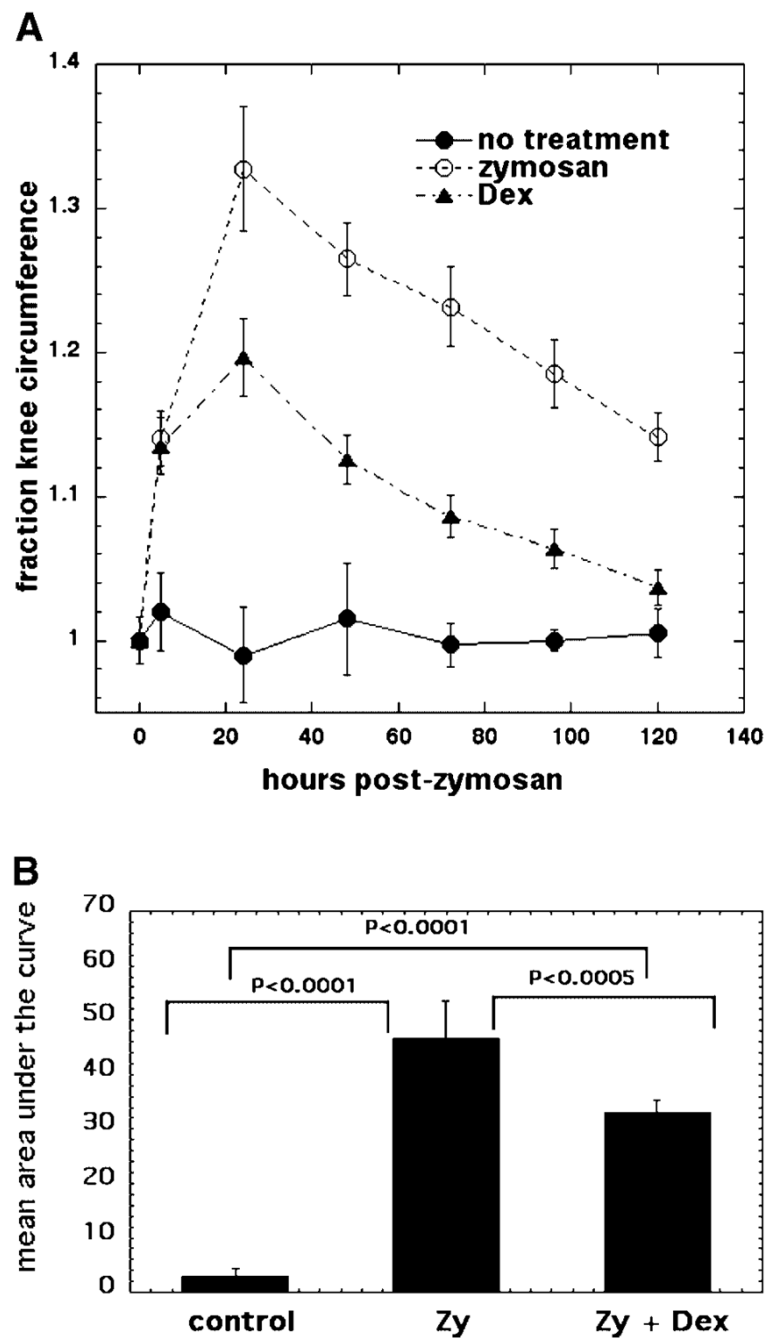 A
1.4
1.3
1.2
1.1
1
fraction knee circumference
no treatment
zymosan
Dex
0 20 40 60 80 100 120 140
hours post-zymosan
B
70
60
50
40
30
20
10
0
mean area under the curve
P<0.0001
P<0.0001
P<0.0005
control Zy Zy + Dex